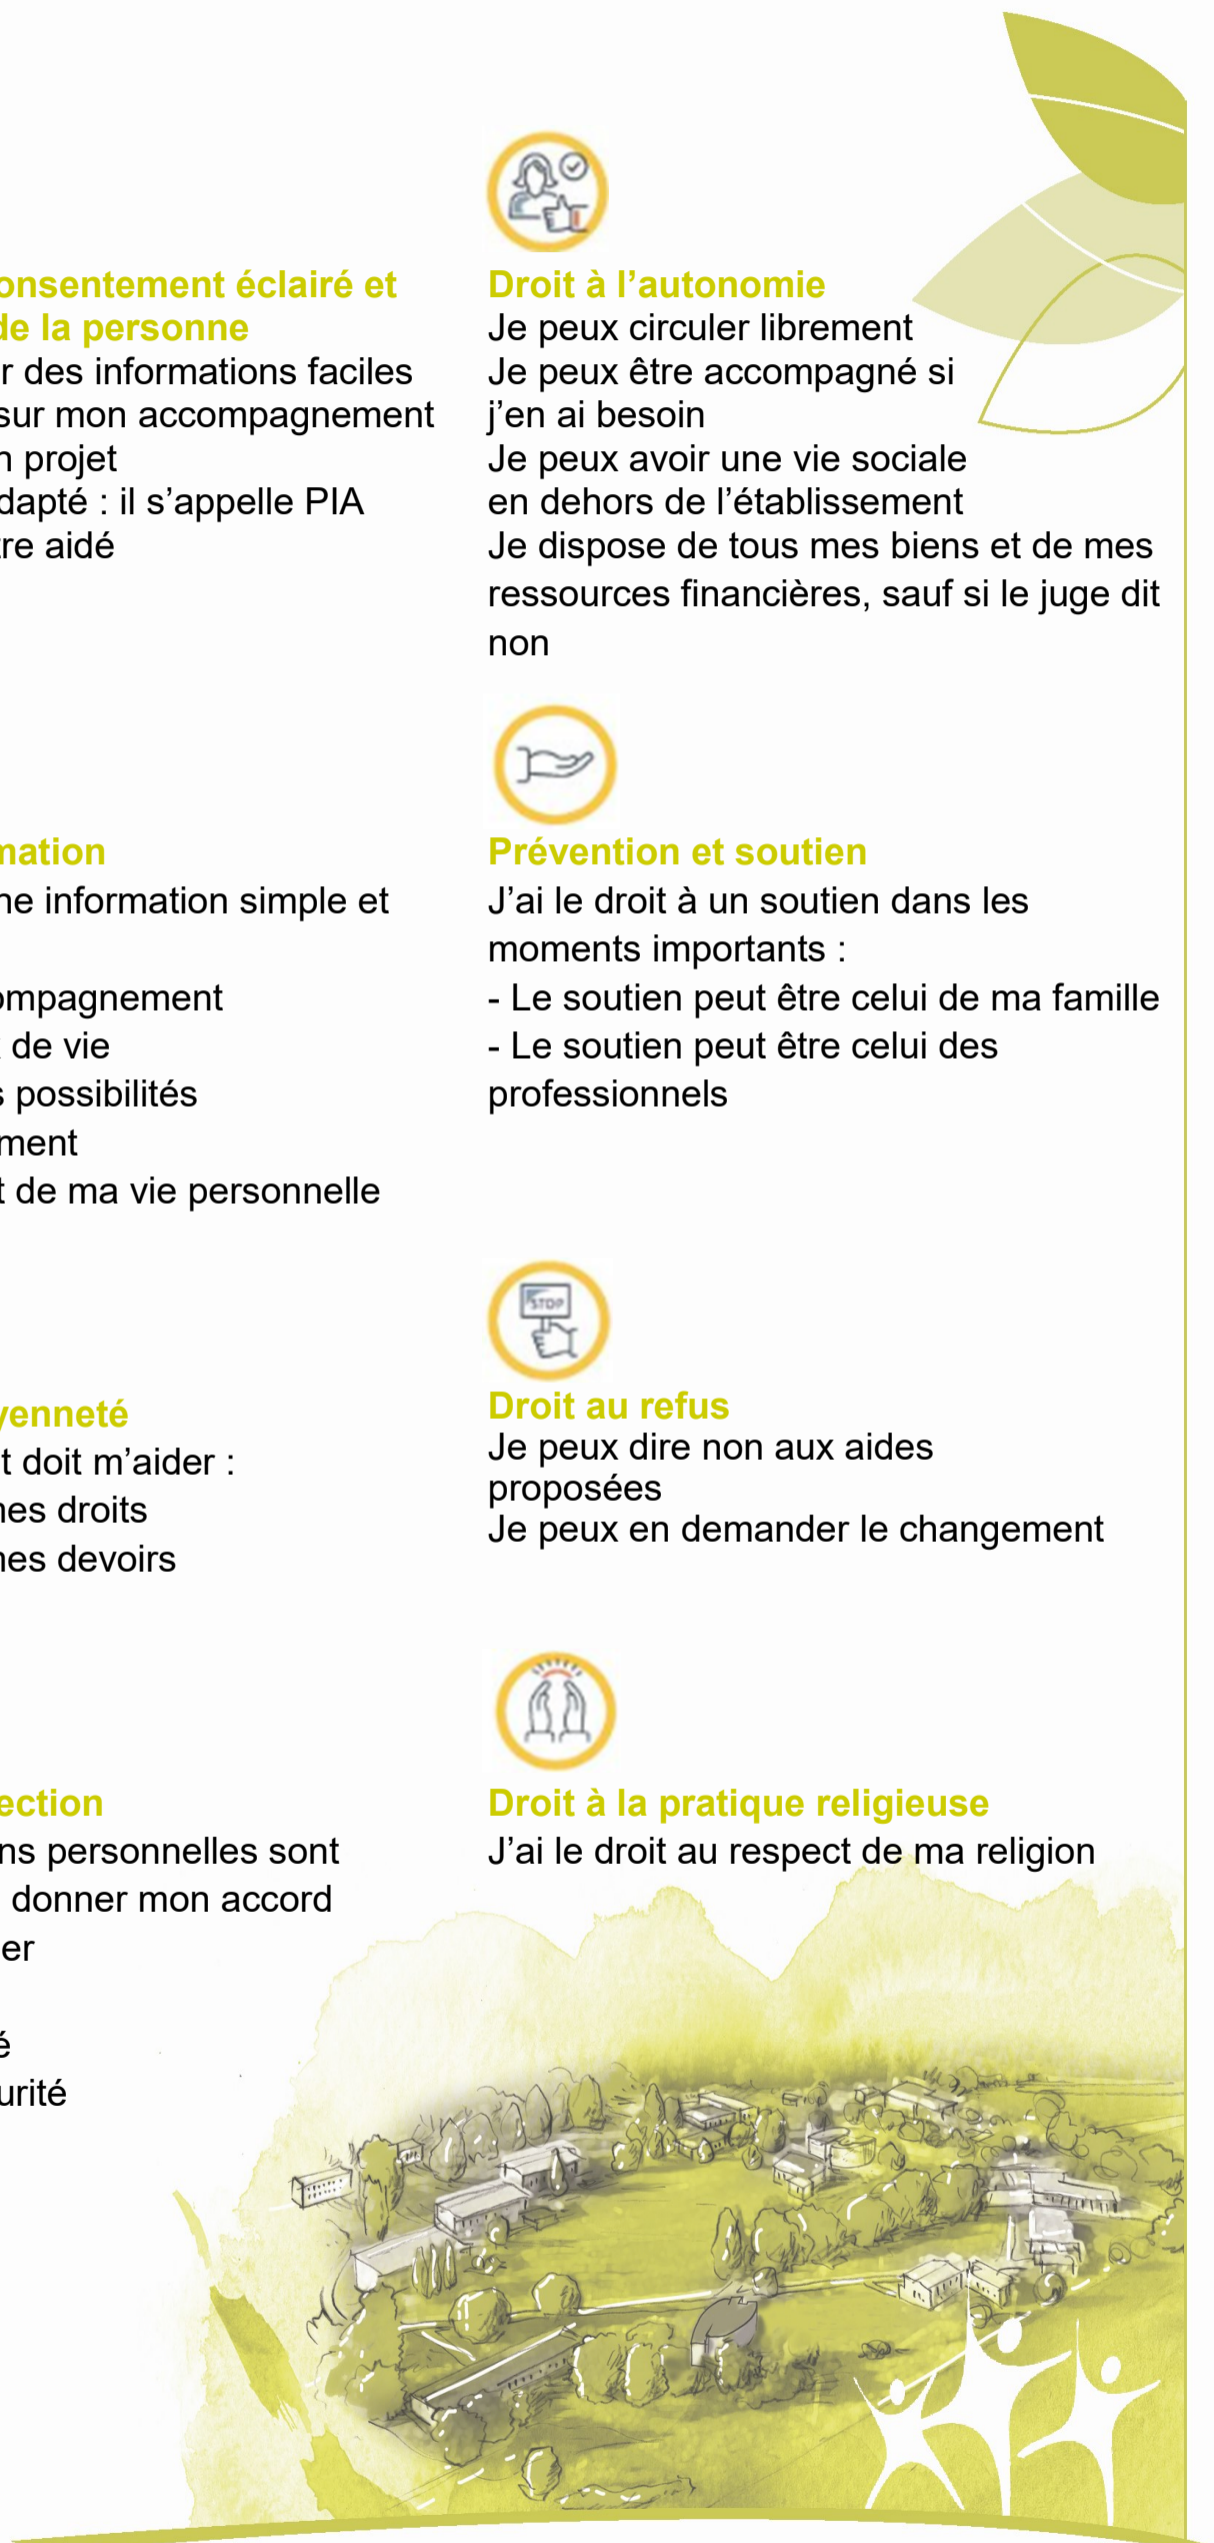 onsentement éclairé et
de la personne
r des informations faciles
sur mon accompagnement
n projet
dapté : il s'appelle PIA
re aidé
mation
ne information simple et
ompagnement
de vie
s possibilités
ment
t de ma vie personnelle
yenneté
t doit m'aider :
nes droits
nes devoirs
ection
ns personnelles sont
donner mon accord
er
é
urité
Droit à l'autonomie
Je peux circuler librement
Je peux être accompagné si
j'en ai besoin
Je peux avoir une vie sociale
en dehors de l'établissement
Je dispose de tous mes biens et de mes
ressources financières, sauf si le juge dit
non
Prévention et soutien
J'ai le droit à un soutien dans les
moments importants :
- Le soutien peut être celui de ma famille
- Le soutien peut être celui des
professionnels
STOP
Droit au refus
Je peux dire non aux aides
proposées
Je peux en demander le changement
Droit à la pratique religieuse
J'ai le droit au respect de ma religion